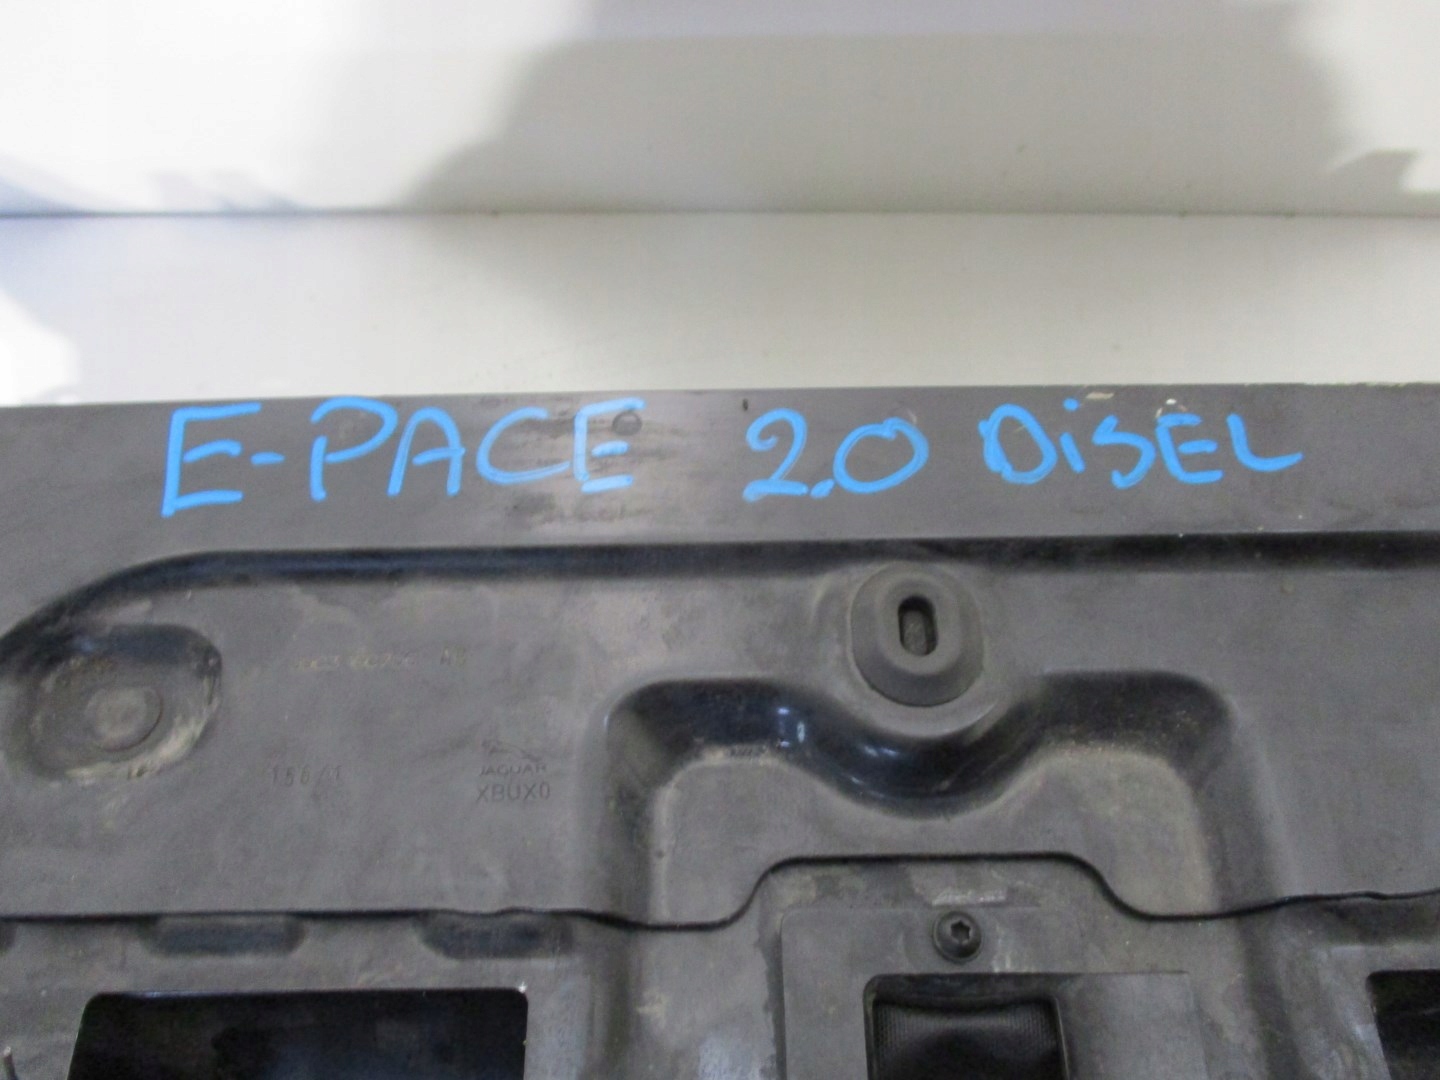 E-PACE 2.0 DiSEL
JAGUAR
XBUX0